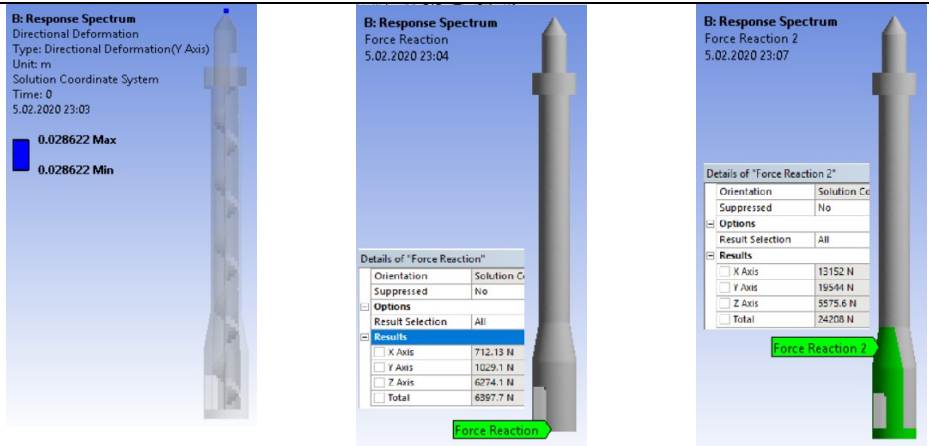 B: Response Spectrum
Directional Deformation
Type: Directional Deformation(Y Axis)
Unit: m
Solution Coordinate System
Time: 0
5.02.2020 23:03
0.028622 Max
0.028622 Min
B: Response Spectrum
Force Reaction
5.02.2020 23:04
Details of "Force Reaction"
Orientation Solution C
Suppressed No
Options
Result Selection All
Results
X Axis 712.13 N
Y Axis 1029.1 N
Z Axis 6274.1 N
Total 6397.7 N
Force Reaction
B: Response Spectrum
Force Reaction 2
5.02.2020 23:07
Details of "Force Reaction 2"
Orientation Solution Co
Suppressed No
Options
Result Selection All
Results
X Axis 13152 N
Y Axis 19544 N
Z Axis 5575.6 N
Total 24208 N
Force Reaction 2